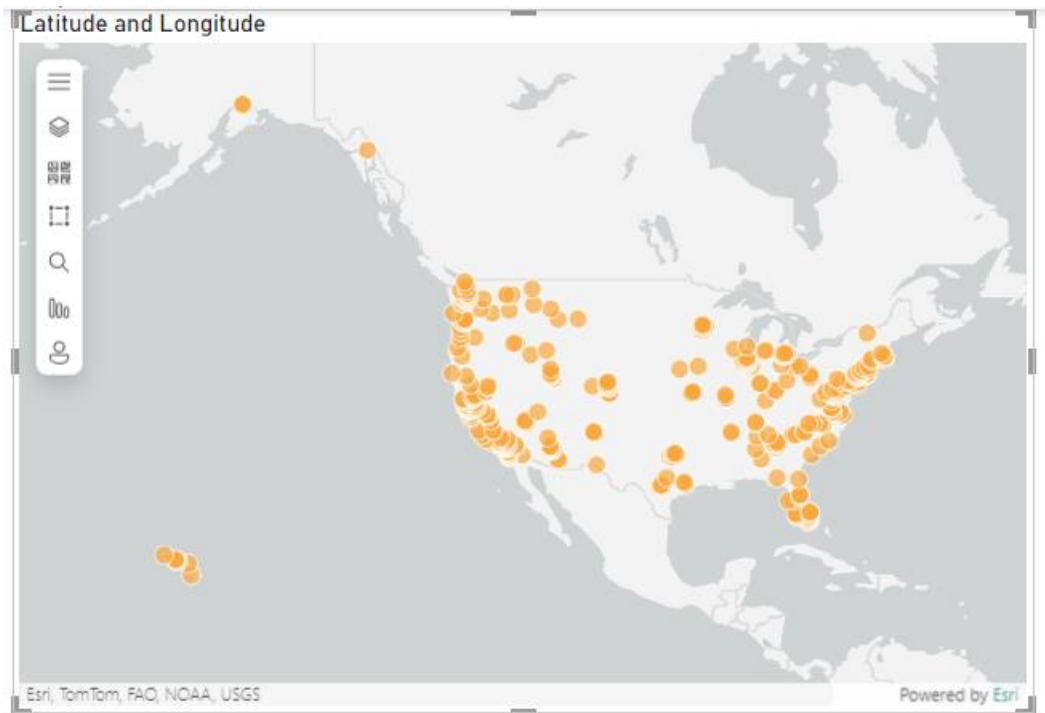 Latitude and Longitude
Esri, TomTom, FAO, NOAA, USGS
Powered by Esri